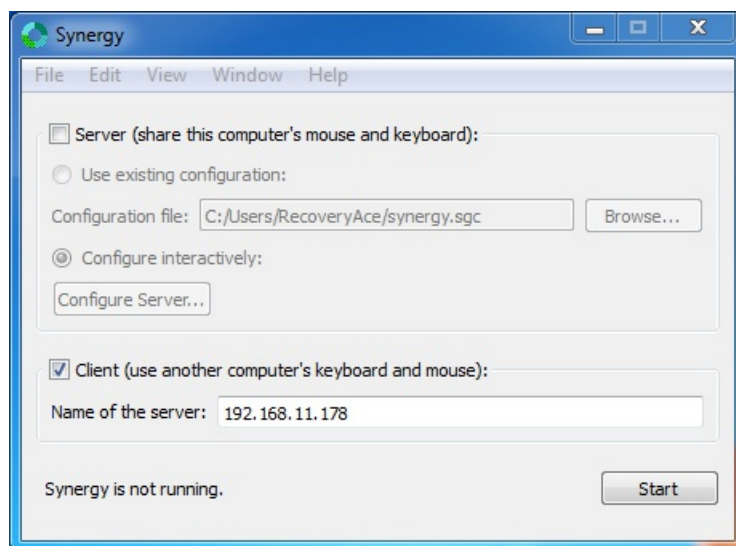 Synergy
File Edit View Window Help
Server (share this computer's mouse and keyboard):
Use existing configuration:
Configuration file: C:/Users/RecoveryAce/synergy.sgc Browse...
Configure interactively:
Configure Server...
Client (use another computer's keyboard and mouse):
Name of the server: 192.168.11.178
Synergy is not running. Start